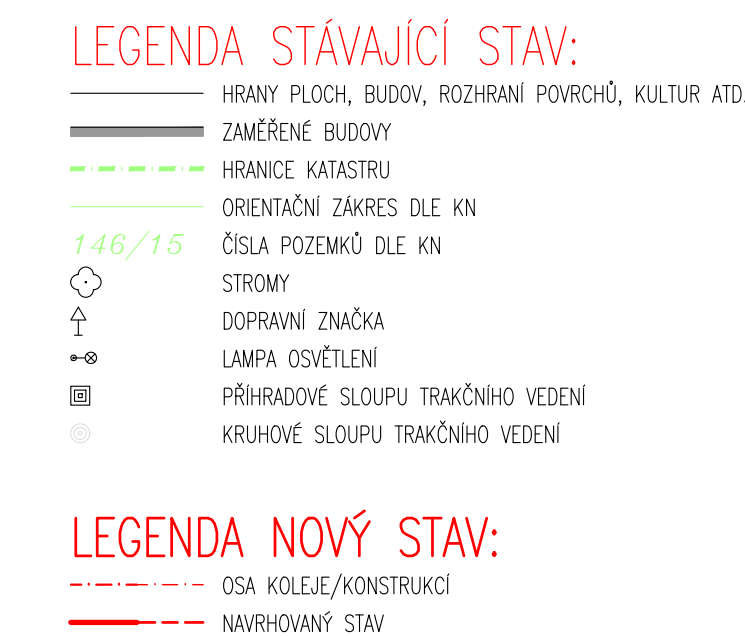 LEGENDA STÁVAJÍCÍ STAV:
HRANY PLOCH, BUDOV, ROZHRANÍ POVRCHŮ, KULTUR ATD.
ZAMĚŘENÉ BUDOVY
HRANICE KATASTRU
ORIENTAČNÍ ZÁKRES DLE KN
146/15 ČÍSLA POZEMKŮ DLE KN
STROMY
DOPRAVNÍ ZNAČKA
LAMPA OSVĚTLENÍ
PŘÍHRADOVÉ SLOUPU TRAKČNÍHO VEDENÍ
KRUHOVÉ SLOUPU TRAKČNÍHO VEDENÍ
LEGENDA NOVÝ STAV:
OSA KOLEJE/KONSTRUKCÍ
NAVRHOVANÝ STAV